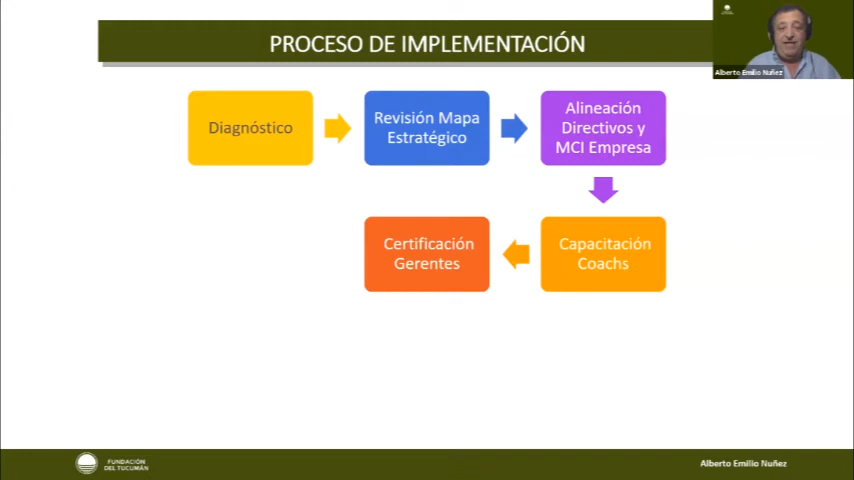 PROCESO DE IMPLEMENTACIÓN
Alberto Emilio Nuñez
Diagnóstico
Revisión Mapa
Estratégico
Alineación
Directivos y
MCI Empresa
Capacitación
Coachs
Certificación
Gerentes
FUNDACIÓN
DEL TUCUMÁN
Alberto Emilio Nuñez